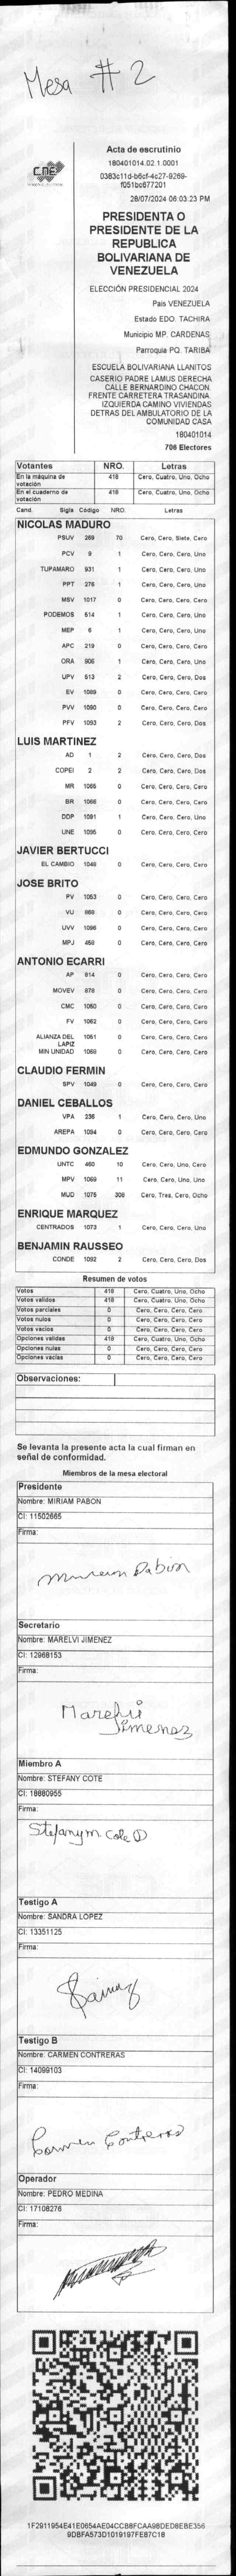 Mesa # 2
CNE
Acta de escrutinio
180401014.02.1.0001
0383c11d-b6cf-4c27-9269-
f051bc677201
28/07/2024 06:03:23 PM
PRESIDENTA O
PRESIDENTE DE LA
REPUBLICA
BOLIVARIANA DE
VENEZUELA
ELECCIÓN PRESIDENCIAL 2024
Pais VENEZUELA
Estado EDO. TACHIRA
Municipio MP. CARDENAS
Parroquia PQ. TARIBA
ESCUELA BOLIVARIANA LLANITOS
CASERIO PADRE LAMUS DERECHA
CALLE BERNARDINO CHACON.
FRENTE CARRETERA TRASANDINA.
IZQUIERDA CAMINO VIVIENDAS
DETRAS DEL AMBULATORIO DE LA
COMUNIDAD CASA
180401014
706 Electores
Votantes NRO. Letras
En la máquina de votación 418 Cero, Cuatro, Uno, Ocho
En el cuaderno de votación 418 Cero, Cuatro, Uno, Ocho
Cand. Sigla Código NRO. Letras
NICOLAS MADURO
PSUV 269 70 Cero, Cero, Siete, Cero
PCV 9 1 Cero, Cero, Cero, Uno
TUPAMARO 931 1 Cero, Cero, Cero, Uno
PPT 276 1 Cero, Cero, Cero, Uno
MSV 1017 0 Cero, Cero, Cero, Cero
PODEMOS 514 1 Cero, Cero, Cero, Uno
MEP 6 1 Cero, Cero, Cero, Uno
APC 219 0 Cero, Cero, Cero, Cero
ORA 906 1 Cero, Cero, Cero, Uno
UPV 513 2 Cero, Cero, Cero, Dos
EV 1089 0 Cero, Cero, Cero, Cero
PVV 1090 0 Cero, Cero, Cero, Cero
PFV 1093 2 Cero, Cero, Cero, Dos
LUIS MARTINEZ
AD 1 2 Cero, Cero, Cero, Dos
COPEI 2 2 Cero, Cero, Cero, Dos
MR 1065 0 Cero, Cero, Cero, Cero
BR 1066 0 Cero, Cero, Cero, Cero
DDP 1091 1 Cero, Cero, Cero, Uno
UNE 1095 0 Cero, Cero, Cero, Cero
JAVIER BERTUCCI
EL CAMBIO 1048 0 Cero, Cero, Cero, Cero
JOSE BRITO
PV 1053 0 Cero, Cero, Cero, Cero
VU 868 0 Cero, Cero, Cero, Cero
UVV 1096 0 Cero, Cero, Cero, Cero
MPJ 458 0 Cero, Cero, Cero, Cero
ANTONIO ECARRI
AP 814 0 Cero, Cero, Cero, Cero
MOVEV 878 0 Cero, Cero, Cero, Cero
CMC 1050 0 Cero, Cero, Cero, Cero
FV 1062 0 Cero, Cero, Cero, Cero
ALIANZA DEL LAPIZ 1051 0 Cero, Cero, Cero, Cero
MIN UNIDAD 1069 0 Cero, Cero, Cero, Cero
CLAUDIO FERMIN
SPV 1049 0 Cero, Cero, Cero, Cero
DANIEL CEBALLOS
VPA 236 1 Cero, Cero, Cero, Uno
AREPA 1094 0 Cero, Cero, Cero, Cero
EDMUNDO GONZALEZ
UNTC 460 10 Cero, Cero, Uno, Cero
MPV 1069 11 Cero, Cero, Uno, Uno
MUD 1075 308 Cero, Tres, Cero, Ocho
ENRIQUE MARQUEZ
CENTRADOS 1073 1 Cero, Cero, Cero, Uno
BENJAMIN RAUSSEO
CONDE 1092 2 Cero, Cero, Cero, Dos
Resumen de votos
Votos 418 Cero, Cuatro, Uno, Ocho
Votos validos 418 Cero, Cuatro, Uno, Ocho
Votos parciales 0 Cero, Cero, Cero, Cero
Votos nulos 0 Cero, Cero, Cero, Cero
Votos vacíos 0 Cero, Cero, Cero, Cero
Opciones validas 418 Cero, Cuatro, Uno, Ocho
Opciones nulas 0 Cero, Cero, Cero, Cero
Opciones vacías 0 Cero, Cero, Cero, Cero
Observaciones:
Se levanta la presente acta la cual firman en
señal de conformidad.
Miembros de la mesa electoral
Presidente
Nombre: MIRIAM PABON
CI: 11502665
Firma:
Secretario
Nombre: MARELVI JIMENEZ
CI: 12968153
Firma:
Marelvi
Jimenez
Miembro A
Nombre: STEFANY COTE
CI: 18880955
Firma:
Stefany m. Cote
Testigo A
Nombre: SANDRA LOPEZ
CI: 13351125
Firma:
Testigo B
Nombre: CARMEN CONTRERAS
CI: 14099103
Firma:
Carmen Contreras
Operador
Nombre: PEDRO MEDINA
CI: 17108276
Firma:
1F2911954E41E0654AE04CCB8FCAA98DED8EBE356
9DBFA573D1019197FE87C18